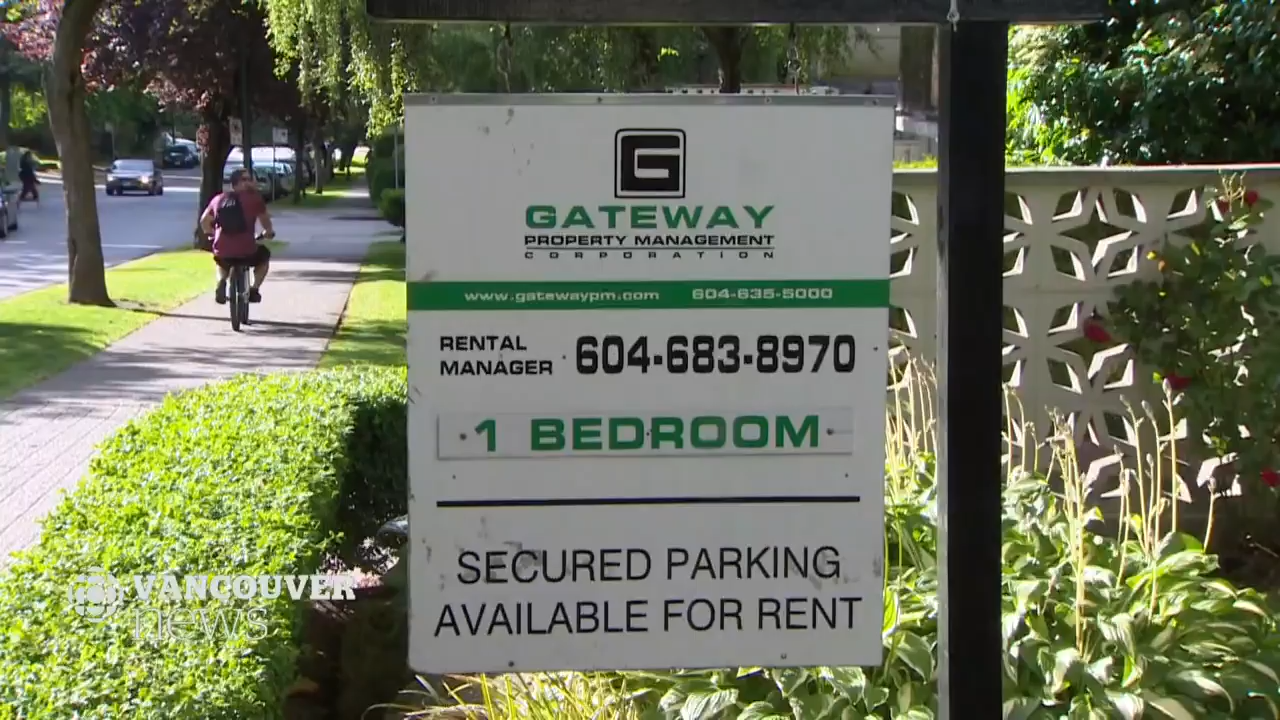 G
GATEWAY
PROPERTY MANAGEMENT
CORPORATION
www.gatewaypm.com 604-635-5000
RENTAL
MANAGER 604-683-8970
1 BEDROOM
SECURED PARKING
AVAILABLE FOR RENT
VANCOUVER
news